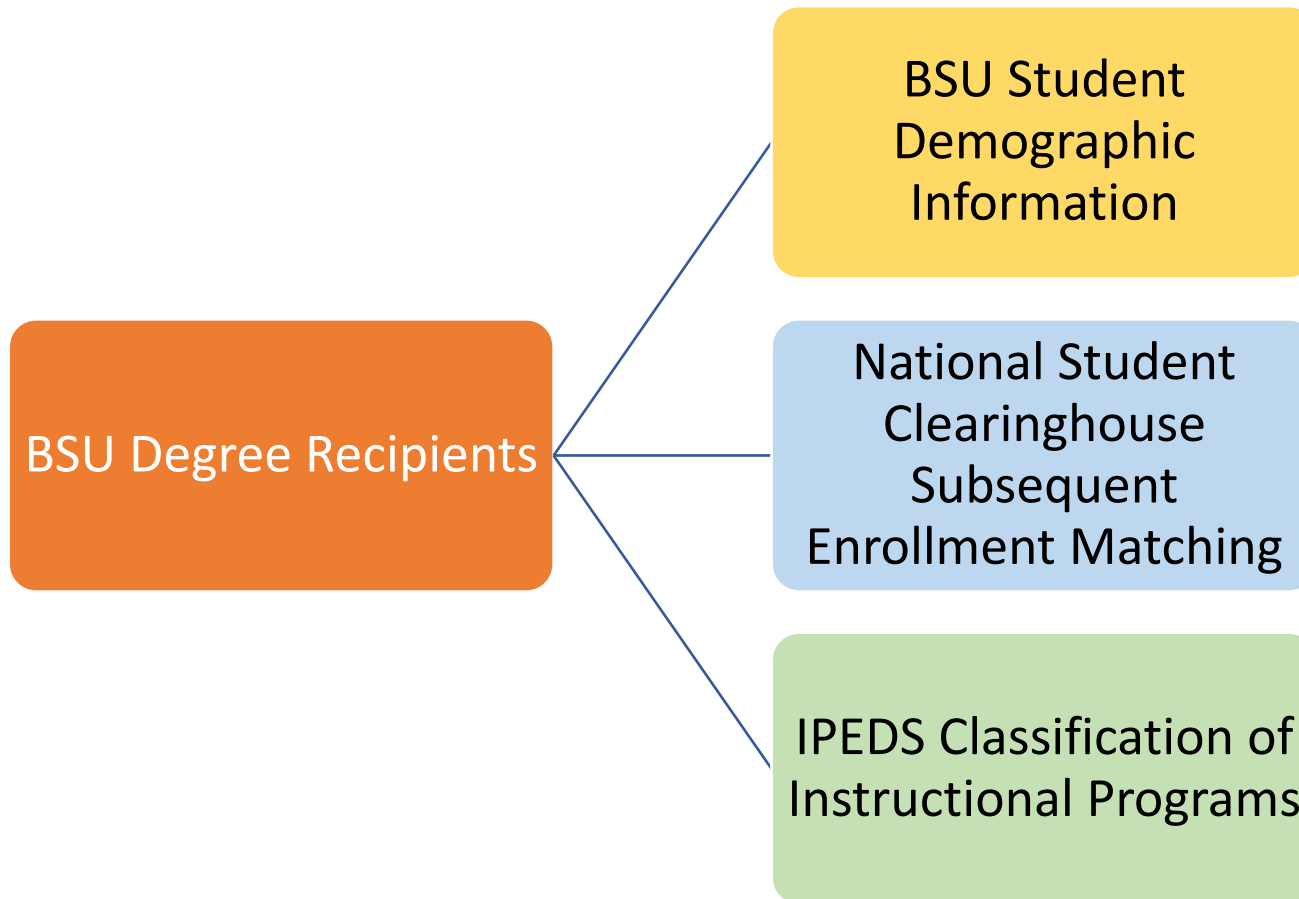 BSU Student
Demographic
Information
National Student
Clearinghouse
Subsequent
Enrollment Matching
BSU Degree Recipients
IPEDS Classification of
Instructional Programs